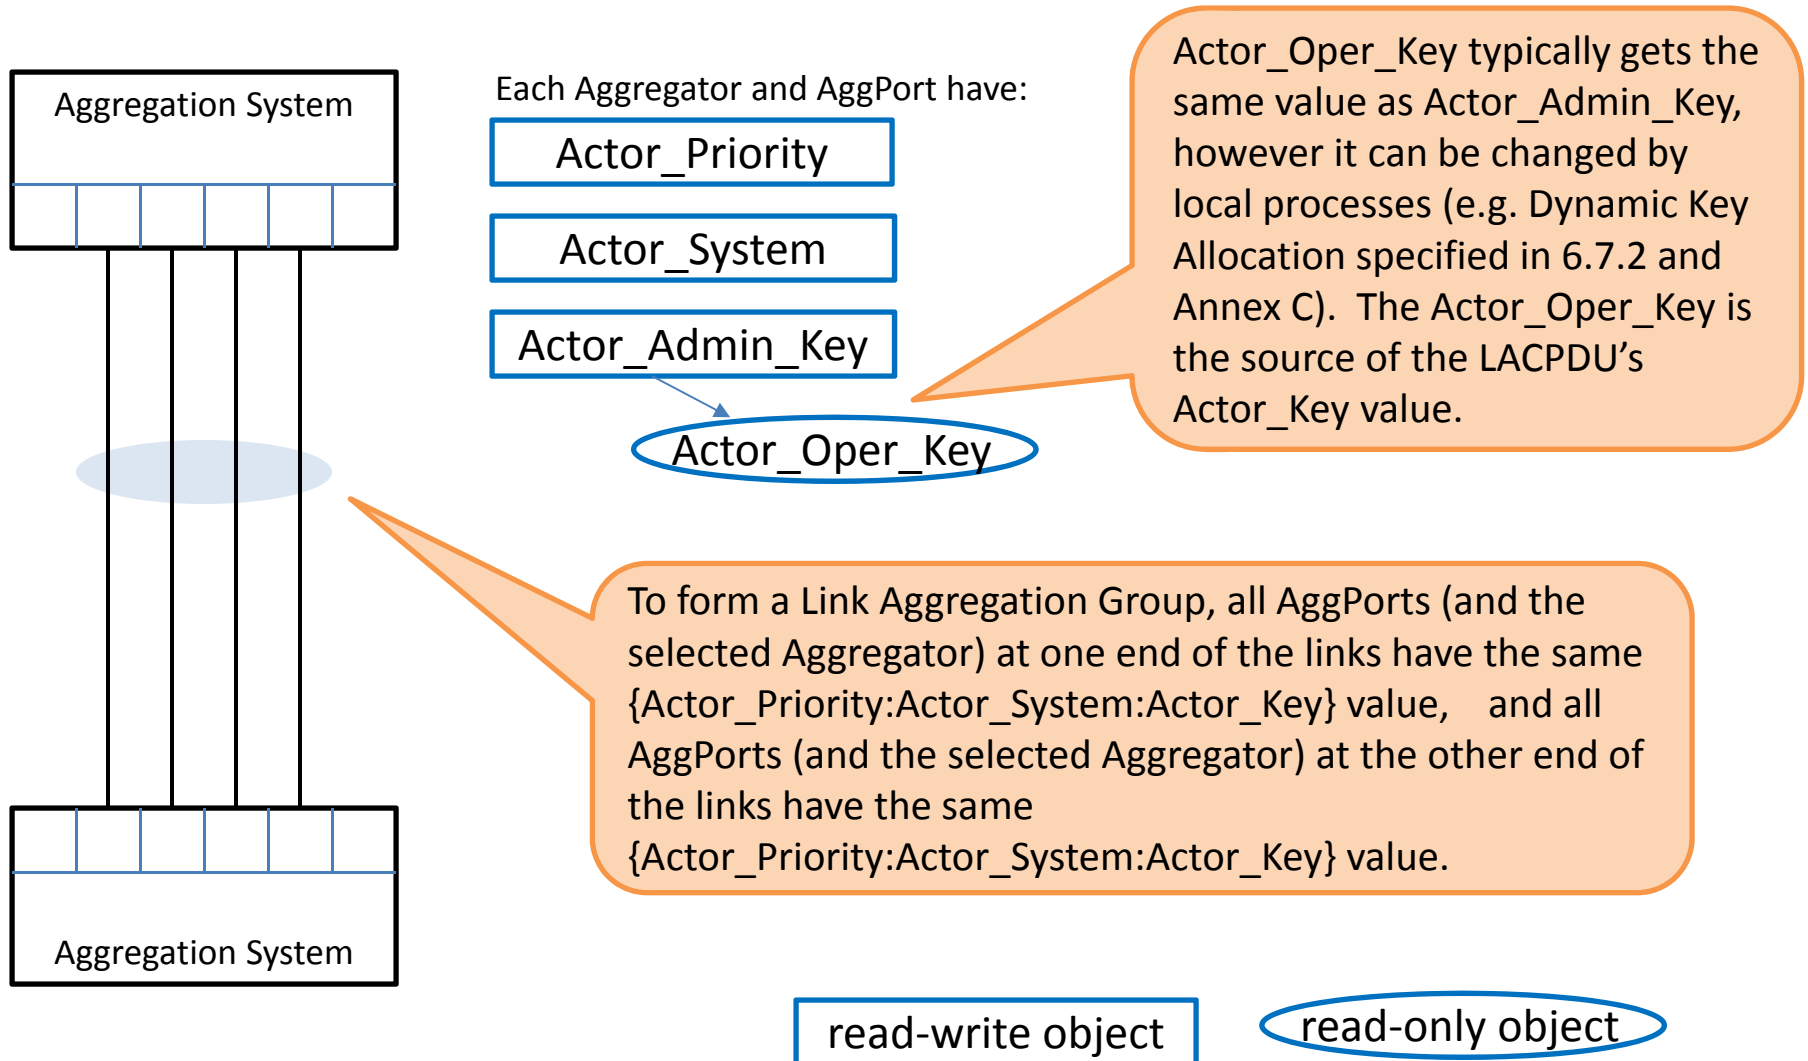 Aggregation System
Each Aggregator and AggPort have:
Actor_Priority
Actor_System
Actor_Admin_Key
Actor_Oper_Key
Actor_Oper_Key typically gets the
same value as Actor_Admin_Key,
however it can be changed by
local processes (e.g. Dynamic Key
Allocation specified in 6.7.2 and
Annex C).  The Actor_Oper_Key is
the source of the LACPDU’s
Actor_Key value.
To form a Link Aggregation Group, all AggPorts (and the
selected Aggregator) at one end of the links have the same
{Actor_Priority:Actor_System:Actor_Key} value,    and all
AggPorts (and the selected Aggregator) at the other end of
the links have the same
{Actor_Priority:Actor_System:Actor_Key} value.
Aggregation System
read-write object
read-only object